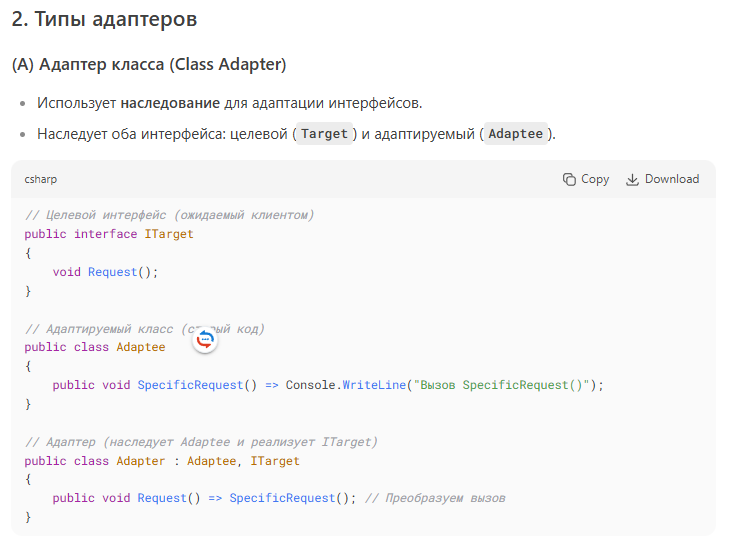 2. Типы адаптеров
(A) Адаптер класса (Class Adapter)
• Использует наследование для адаптации интерфейсов.
• Наследует оба интерфейса: целевой (Target) и адаптируемый (Adaptee).
csharp Copy Download
// Целевой интерфейс (ожидаемый клиентом)
public interface ITarget
{
    void Request();
}
// Адаптируемый класс (старый код)
public class Adaptee
{
    public void SpecificRequest() => Console.WriteLine("Вызов SpecificRequest()");
}
// Адаптер (наследует Adaptee и реализует ITarget)
public class Adapter : Adaptee, ITarget
{
    public void Request() => SpecificRequest(); // Преобразуем вызов
}